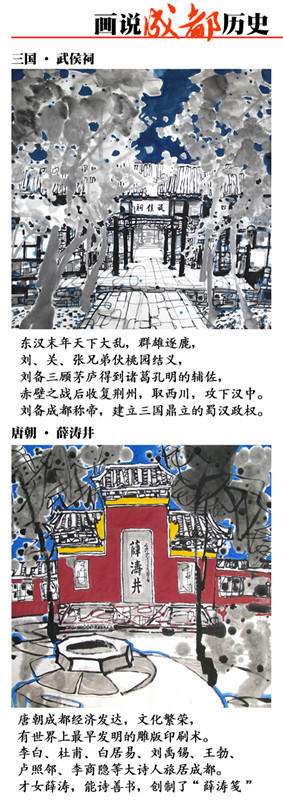 画说成都历史
三国·武侯祠
武侯祠
东汉末年天下大乱，群雄逐鹿，
刘、关、张兄弟伙桃园结义，
刘备三顾茅庐得到诸葛孔明的辅佐，
赤壁之战后收复荆州，取西川，攻下汉中。
刘备成都称帝，建立三国鼎立的蜀汉政权。
唐朝·薛涛井
薛濤井
唐朝成都经济发达，文化繁荣，
有世界上最早发明的雕版印刷术。
李白、杜甫、白居易、刘禹锡、王勃、
卢照邻、李商隐等大诗人旅居成都。
才女薛涛，能诗善书，创制了“薛涛笺”